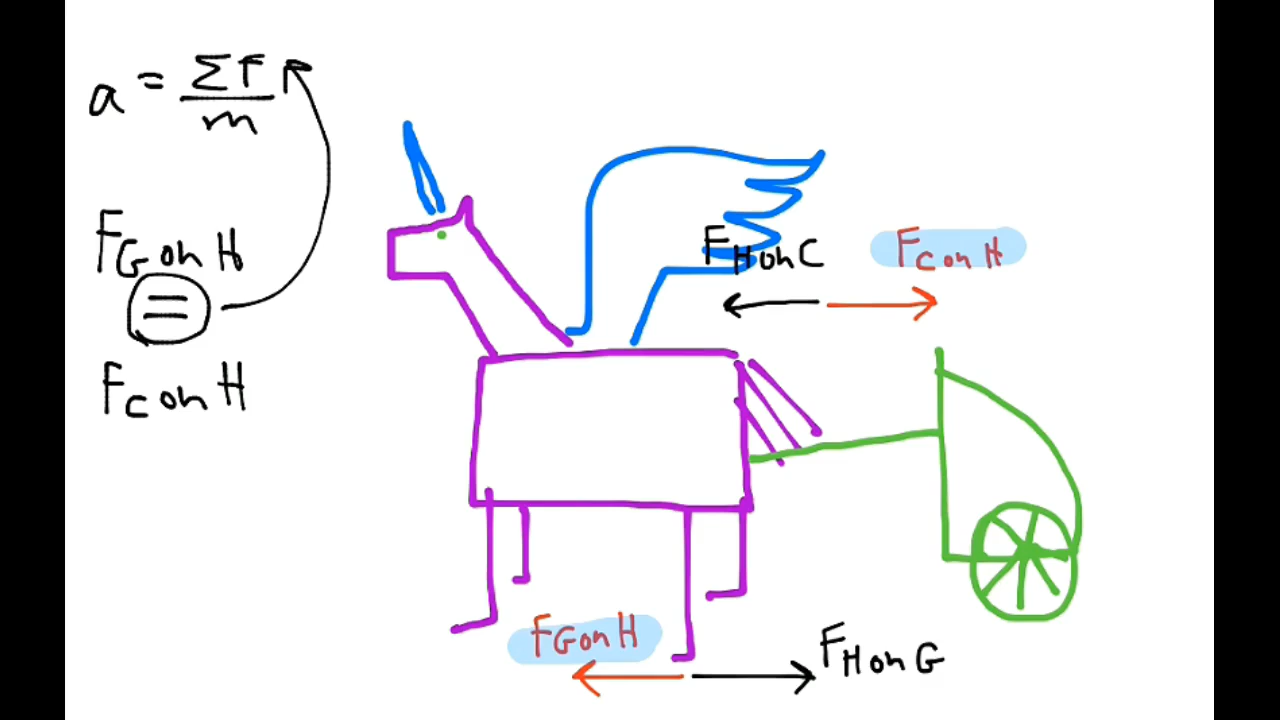 a = ΣF
m
F_G on H
=
F_C on H
F_H on C
F_C on H
F_G on H
F_H on G